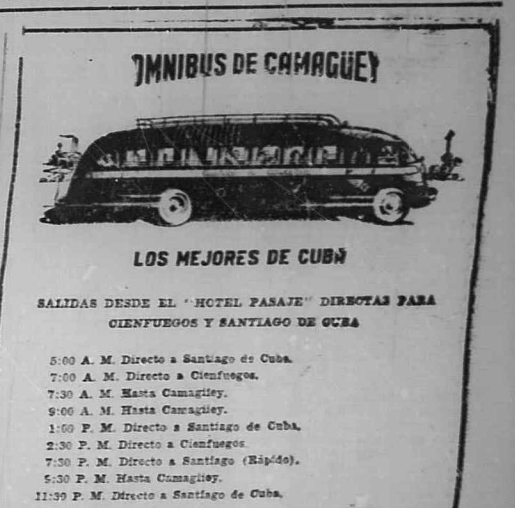 OMNIBUS DE CAMAGÜEY
LOS MEJORES DE CUBA
SALIDAS DESDE EL "HOTEL PASAJE" DIRECTAS PARA
CIENFUEGOS Y SANTIAGO DE CUBA
5:00 A. M. Directo a Santiago de Cuba.
7:00 A. M. Directo a Cienfuegos.
7:30 A. M. Hasta Camagüey.
9:00 A. M. Hasta Camagüey.
1:00 P. M. Directo a Santiago de Cuba.
2:30 P. M. Directo a Cienfuegos.
7:30 P. M. Directo a Santiago (Rápido).
P. M. Hasta Camagüey.
11:30 P. M. Directo a Santiago de Cuba.